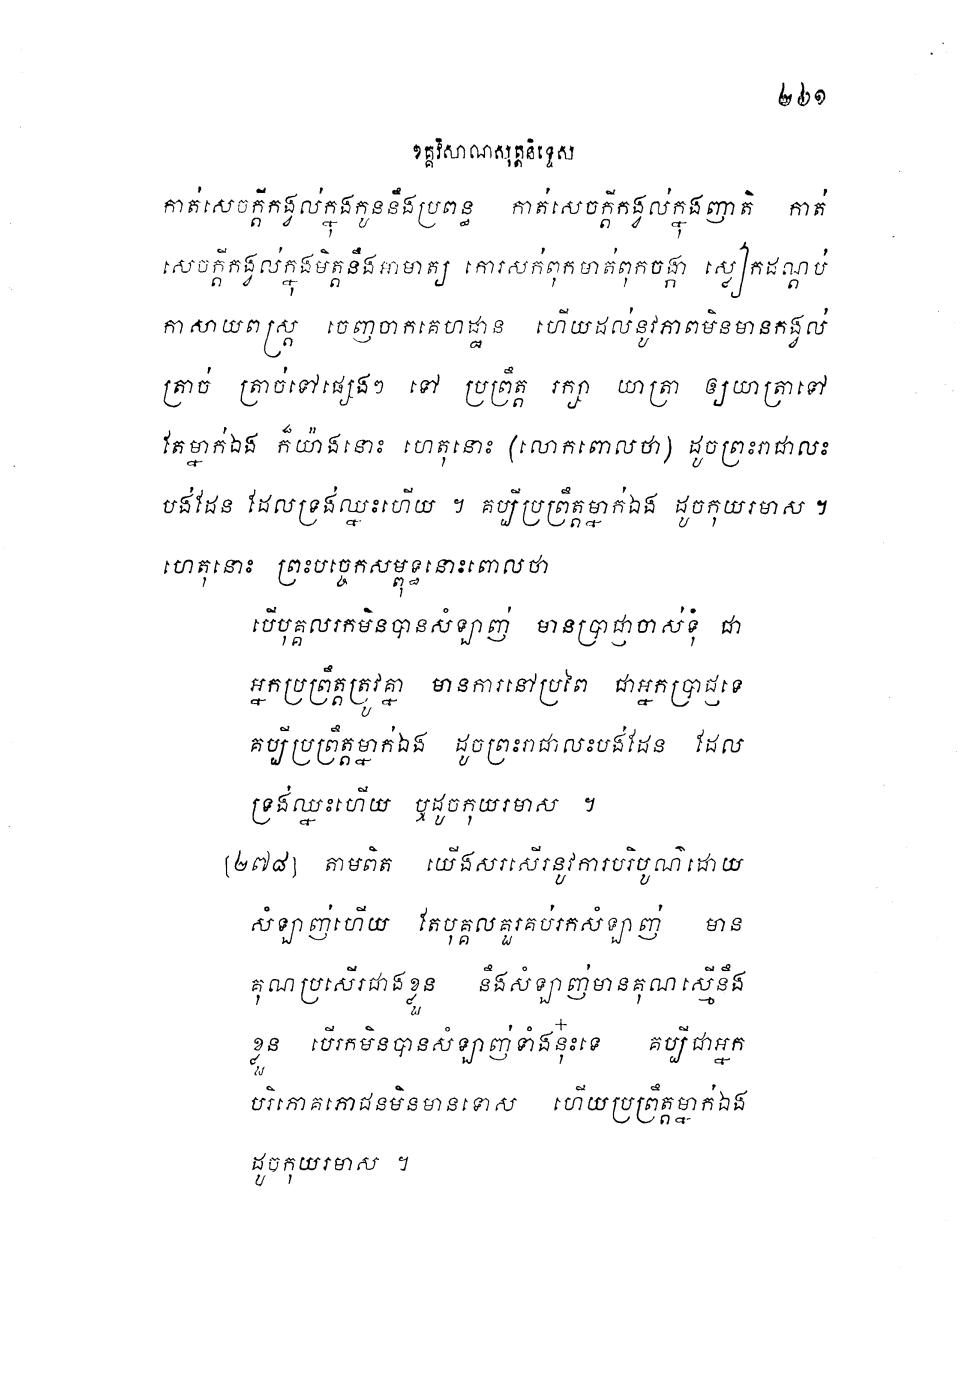 ២៦១
ខគ្គវិសាណសុត្តនិទ្ទេស
កាត់សេចក្តីកង្វល់ក្នុងកូននឹងប្រពន្ធ កាត់សេចក្តីកង្វល់ក្នុងញាតិ កាត់
សេចក្តីកង្វល់ក្នុងមិត្តនឹងអាមាត្យ កោរសក់ពុកមាត់ពុកចង្កា ស្លៀកដណ្តប់
កាសាយពស្ត្រ ចេញចាកគេហដ្ឋាន ហើយដល់នូវភាពមិនមានកង្វល់
ត្រាច់ ត្រាច់ទៅផ្សេងៗ ទៅ ប្រព្រឹត្ត រក្សា យាត្រា ឲ្យយាត្រាទៅ
តែម្នាក់ឯង ក៏យ៉ាងនោះ ហេតុនោះ (លោកពោលថា) ដូចព្រះរាជាលះ
បង់ដែន ដែលទ្រង់ឈ្នះហើយ ។ គប្បីប្រព្រឹត្តម្នាក់ឯង ដូចកុយរមាស ។
ហេតុនោះ ព្រះបច្ចេកសម្ពុទ្ធនោះពោលថា
បើបុគ្គលរកមិនបានសំឡាញ់ មានប្រាជ្ញាចាស់ទុំ ជា
អ្នកប្រព្រឹត្តត្រូវគ្នា មានការនៅប្រពៃ ជាអ្នកប្រាជ្ញទេ
គប្បីប្រព្រឹត្តម្នាក់ឯង ដូចព្រះរាជាលះបង់ដែន ដែល
ទ្រង់ឈ្នះហើយ ឬដូចកុយរមាស ។
[២៧៨] តាមពិត យើងសរសើរនូវការបរិបូណ៌ដោយ
សំឡាញ់ហើយ តែបុគ្គលគួរគប់រកសំឡាញ់ មាន
គុណប្រសើរជាងខ្លួន នឹងសំឡាញ់មានគុណស្មើនឹង
ខ្លួន បើរកមិនបានសំឡាញ់ទាំងនុ៎ះទេ គប្បីជាអ្នក
បរិភោគភោជនមិនមានទោស ហើយប្រព្រឹត្តម្នាក់ឯង
ដូចកុយរមាស ។